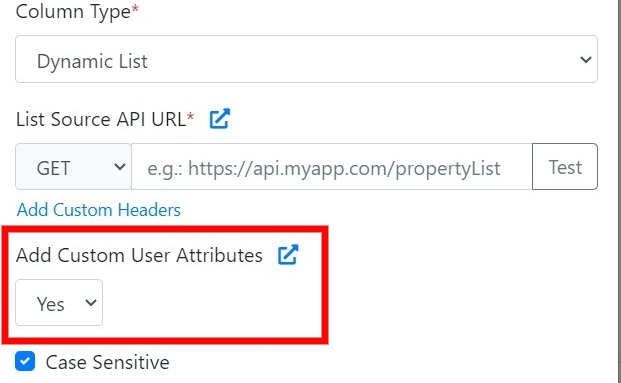 Column Type*
Dynamic List
List Source API URL*
GET e.g.: https://api.myapp.com/propertyList Test
Add Custom Headers
Add Custom User Attributes
Yes
Case Sensitive